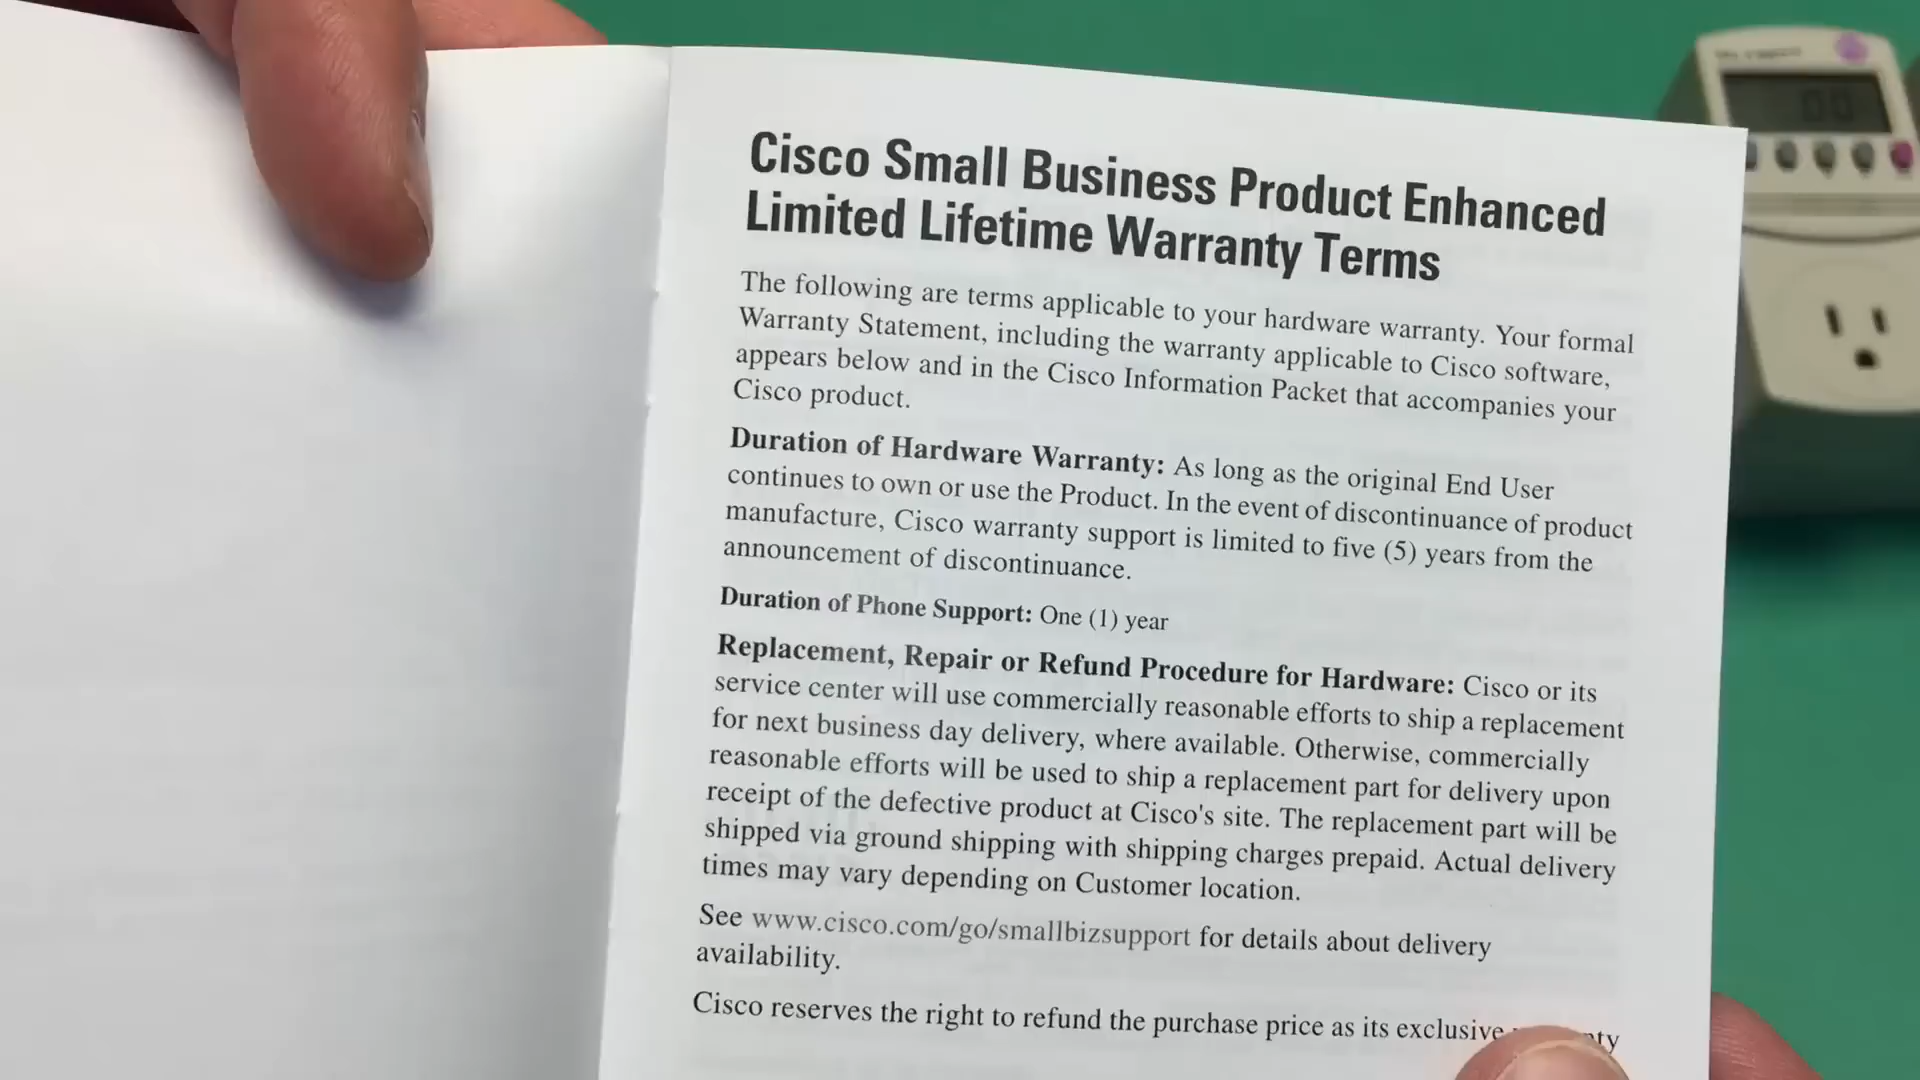 Cisco Small Business Product Enhanced
Limited Lifetime Warranty Terms
The following are terms applicable to your hardware warranty. Your formal
Warranty Statement, including the warranty applicable to Cisco software,
appears below and in the Cisco Information Packet that accompanies your
Cisco product.
Duration of Hardware Warranty: As long as the original End User
continues to own or use the Product. In the event of discontinuance of product
manufacture, Cisco warranty support is limited to five (5) years from the
announcement of discontinuance.
Duration of Phone Support: One (1) year
Replacement, Repair or Refund Procedure for Hardware: Cisco or its
service center will use commercially reasonable efforts to ship a replacement
for next business day delivery, where available. Otherwise, commercially
reasonable efforts will be used to ship a replacement part for delivery upon
receipt of the defective product at Cisco's site. The replacement part will be
shipped via ground shipping with shipping charges prepaid. Actual delivery
times may vary depending on Customer location.
See www.cisco.com/go/smallbizsupport for details about delivery
availability.
Cisco reserves the right to refund the purchase price as its exclusive